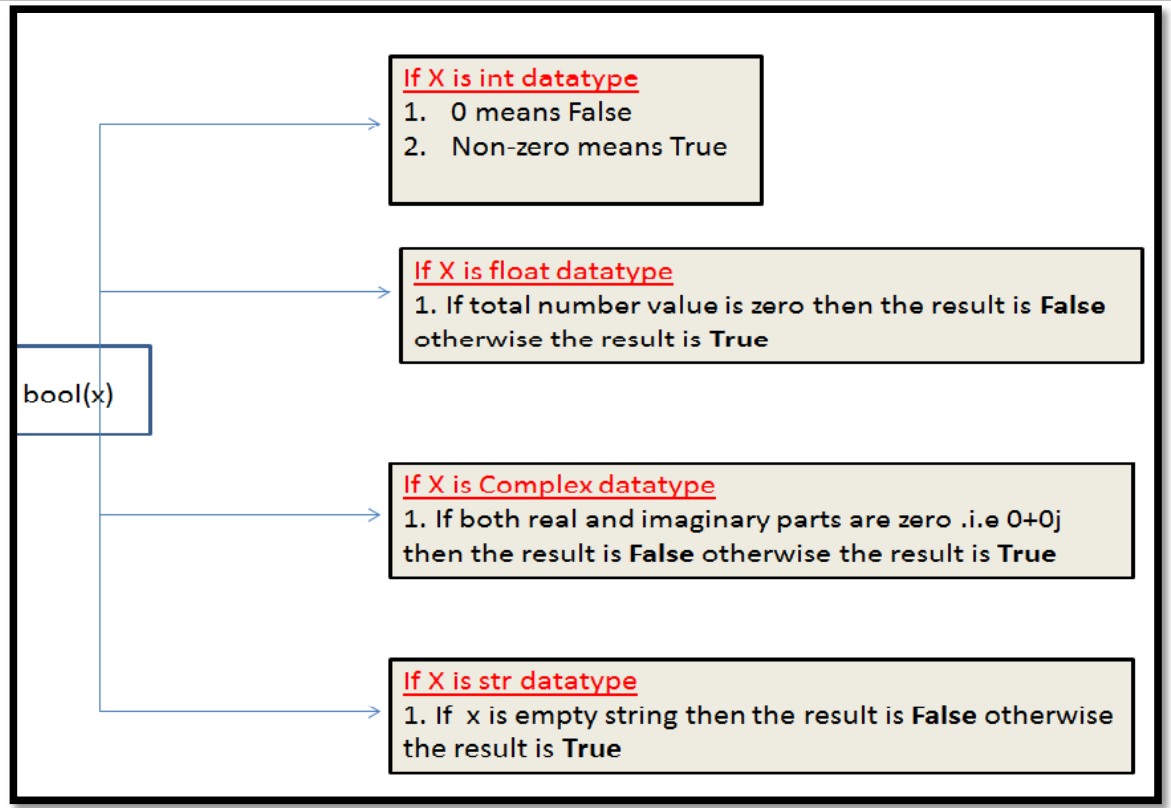 If X is int datatype
1. 0 means False
2. Non-zero means True
If X is float datatype
1. If total number value is zero then the result is False
otherwise the result is True
bool(x)
If X is Complex datatype
1. If both real and imaginary parts are zero .i.e 0+0j
then the result is False otherwise the result is True
If X is str datatype
1. If x is empty string then the result is False otherwise
the result is True